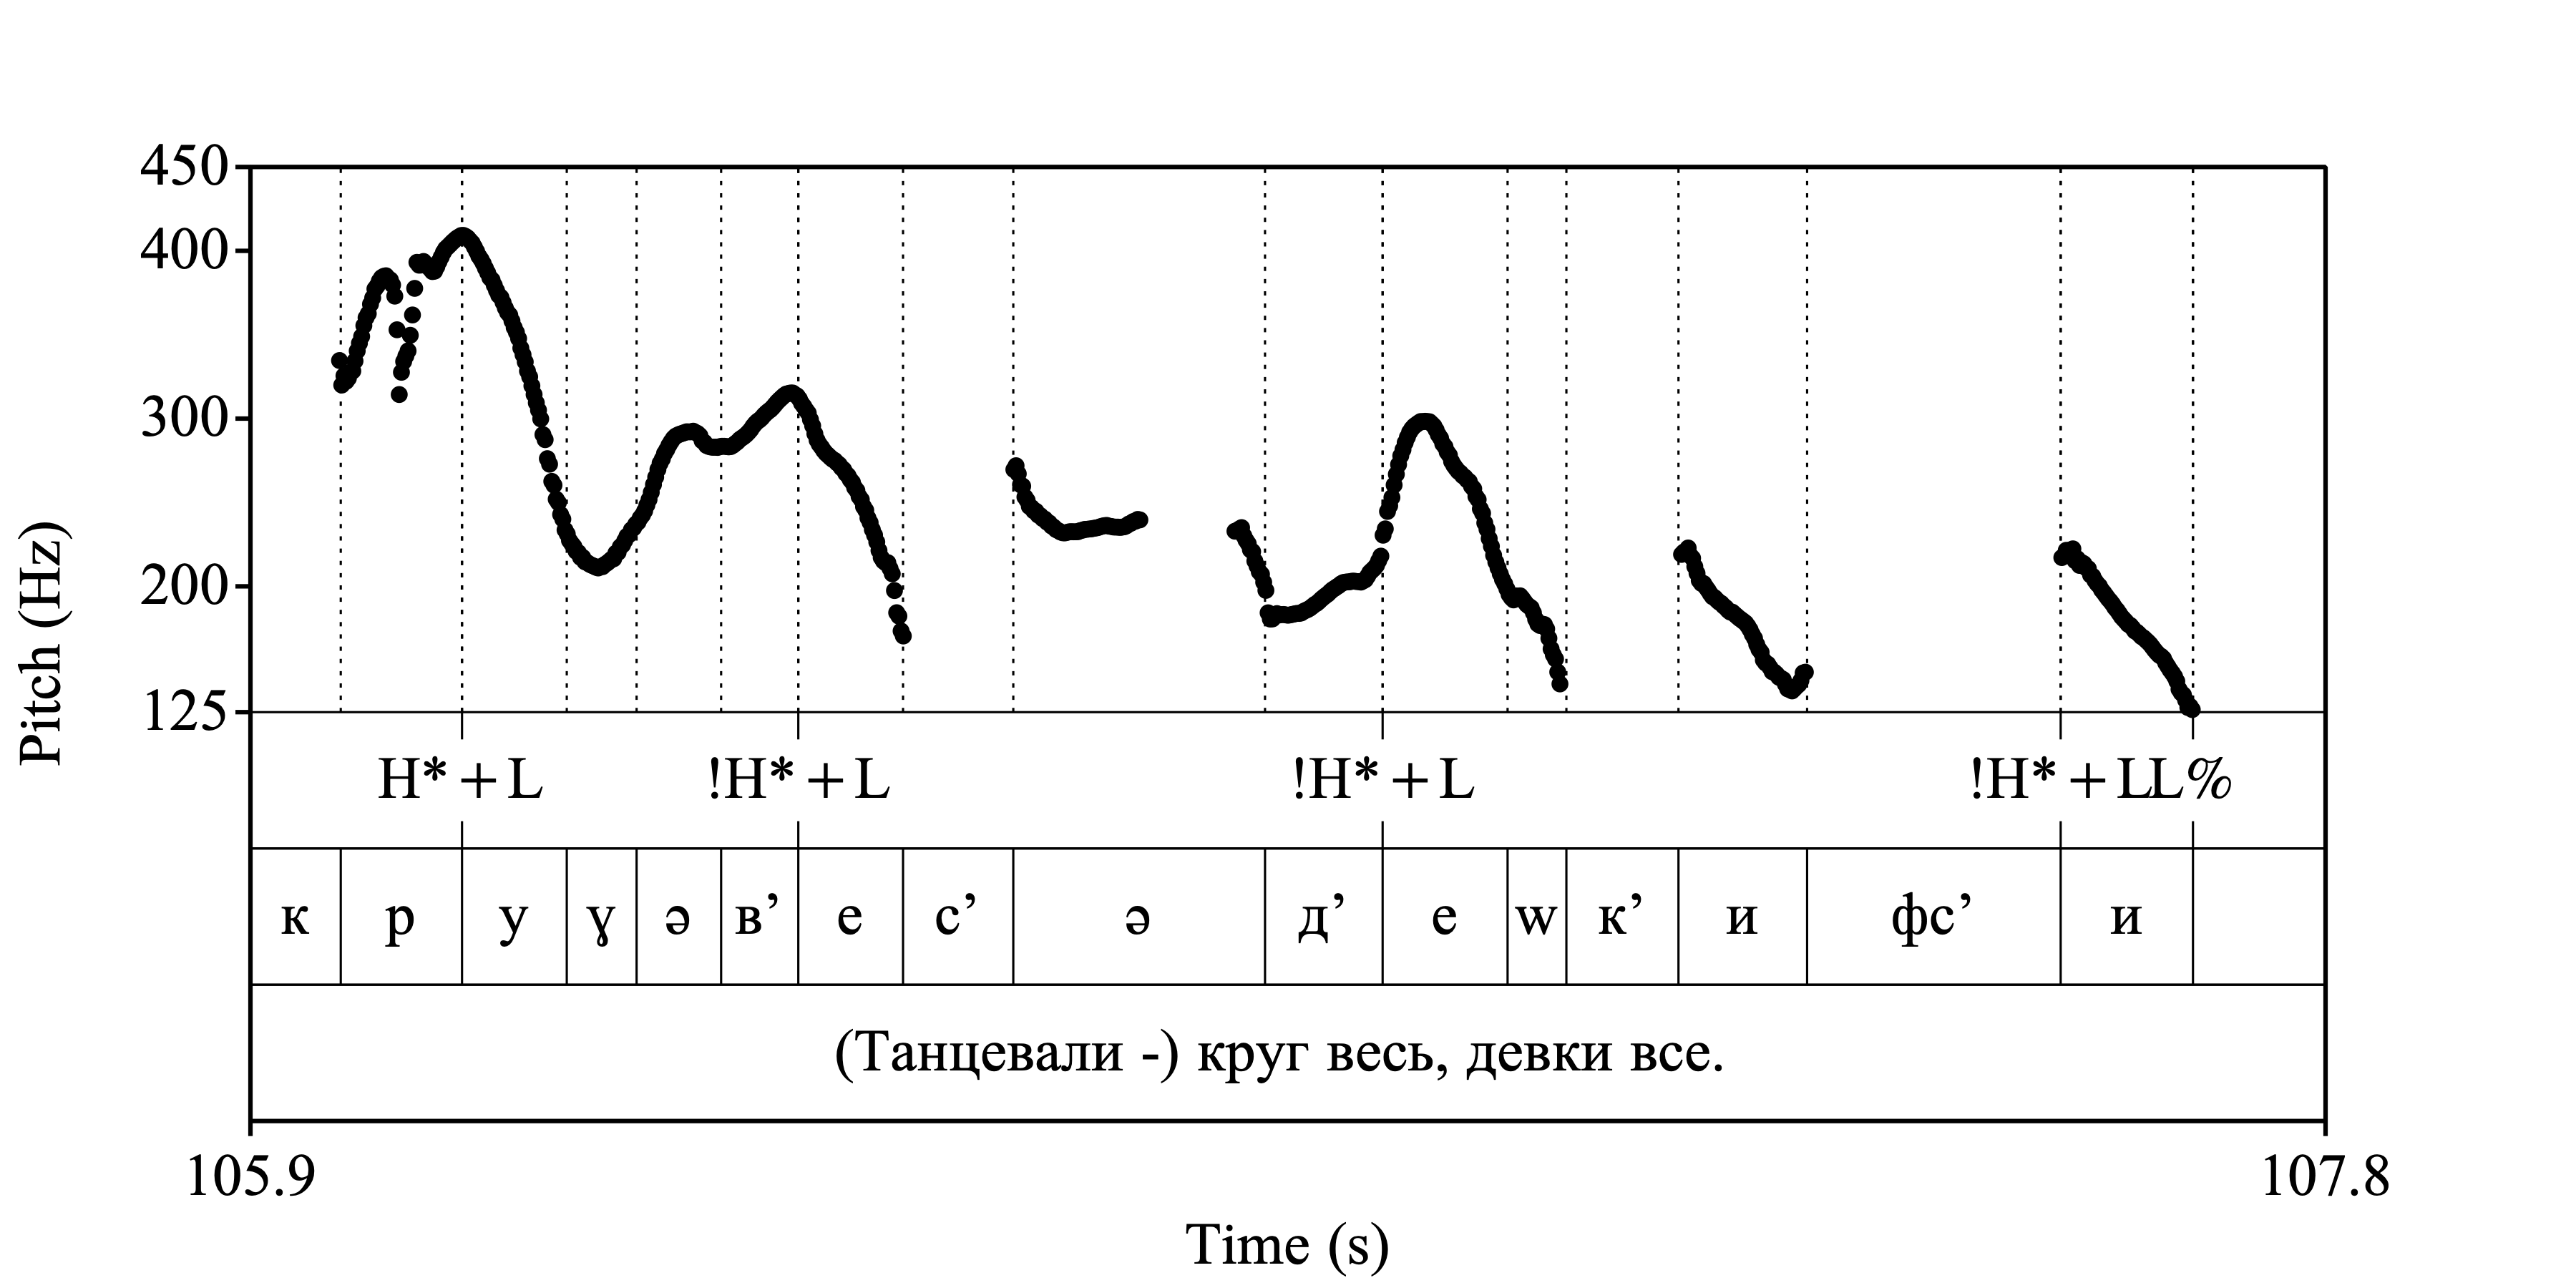 450
400
300
200
125
Pitch (Hz)
H* + L !H* + L !H* + L !H* + LL%
к р у ɣ ə в’ е с’ ə д’ е w к’ и фс’ и
(Танцевали -) круг весь, девки все.
105.9 107.8
Time (s)